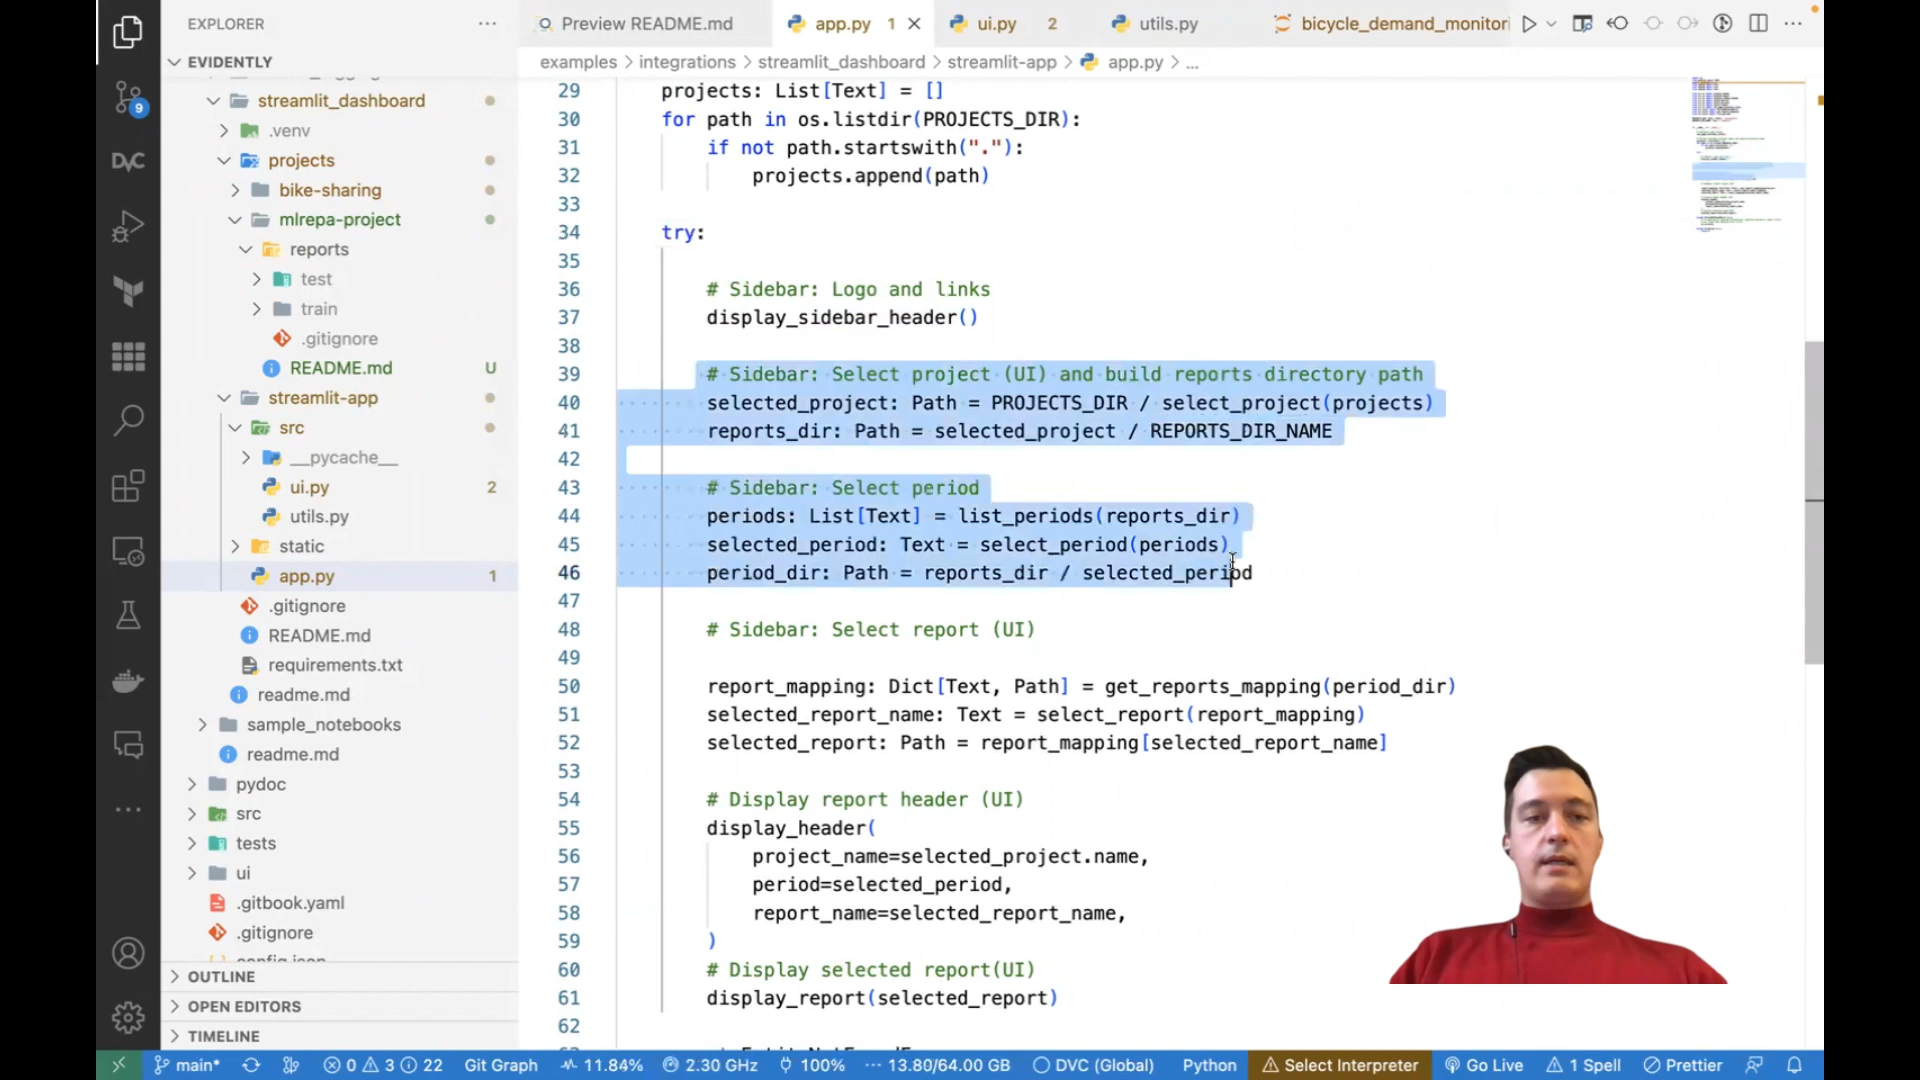 EXPLORER
Preview README.md
app.py 1
ui.py 2
utils.py
bicycle_demand_monitori
EVIDENTLY
examples > integrations > streamlit_dashboard > streamlit-app > app.py > ...
9
DVC
streamlit_dashboard
.venv
projects
bike-sharing
mlrepa-project
reports
test
train
.gitignore
README.md U
streamlit-app
src
__pycache__
ui.py 2
utils.py
static
app.py 1
.gitignore
README.md
requirements.txt
readme.md
sample_notebooks
readme.md
pydoc
src
tests
ui
.gitbook.yaml
.gitignore
config.json
OUTLINE
OPEN EDITORS
TIMELINE
29 projects: List[Text] = []
30 for path in os.listdir(PROJECTS_DIR):
31 if not path.startswith("."):
32 projects.append(path)
33
34 try:
35
36 # Sidebar: Logo and links
37 display_sidebar_header()
38
39 # Sidebar: Select project (UI) and build reports directory path
40 selected_project: Path = PROJECTS_DIR / select_project(projects)
41 reports_dir: Path = selected_project / REPORTS_DIR_NAME
42
43 # Sidebar: Select period
44 periods: List[Text] = list_periods(reports_dir)
45 selected_period: Text = select_period(periods)
46 period_dir: Path = reports_dir / selected_period
47
48 # Sidebar: Select report (UI)
49
50 report_mapping: Dict[Text, Path] = get_reports_mapping(period_dir)
51 selected_report_name: Text = select_report(report_mapping)
52 selected_report: Path = report_mapping[selected_report_name]
53
54 # Display report header (UI)
55 display_header(
56 project_name=selected_project.name,
57 period=selected_period,
58 report_name=selected_report_name,
59 )
60 # Display selected report(UI)
61 display_report(selected_report)
62
main* 0 3 22 Git Graph 11.84% 2.30 GHz 100% 13.80/64.00 GB DVC (Global) Python Select Interpreter Go Live 1 Spell Prettier